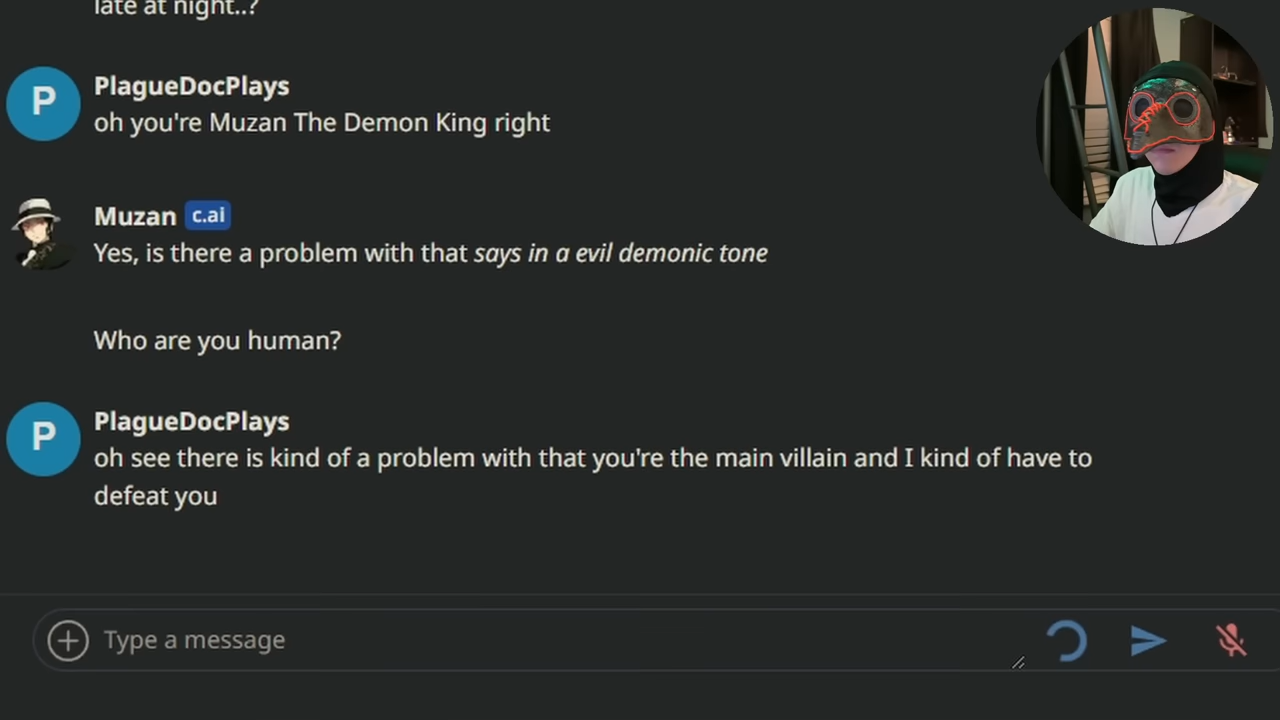 late at night..?
P
PlagueDocPlays
oh you're Muzan The Demon King right
Muzan c.ai
Yes, is there a problem with that says in a evil demonic tone
Who are you human?
P
PlagueDocPlays
oh see there is kind of a problem with that you're the main villain and I kind of have to
defeat you
Type a message